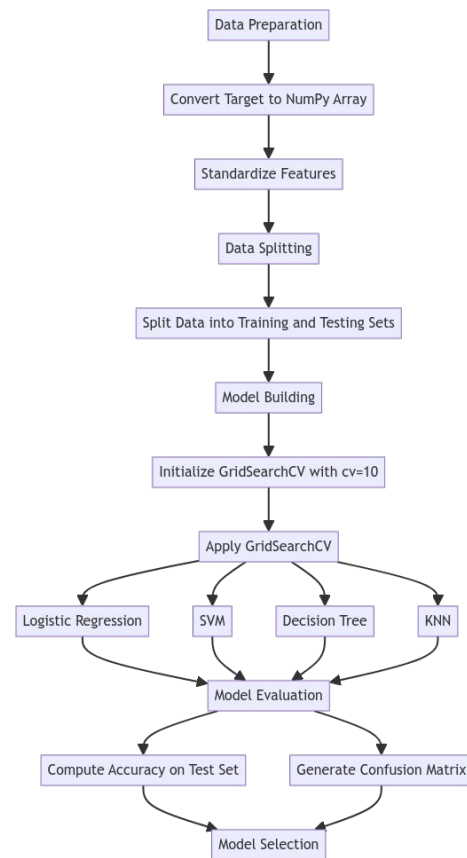 Data Preparation
Convert Target to NumPy Array
Standardize Features
Data Splitting
Split Data into Training and Testing Sets
Model Building
Initialize GridSearchCV with cv=10
Apply GridSearchCV
Logistic Regression
SVM
Decision Tree
KNN
Model Evaluation
Compute Accuracy on Test Set
Generate Confusion Matrix
Model Selection